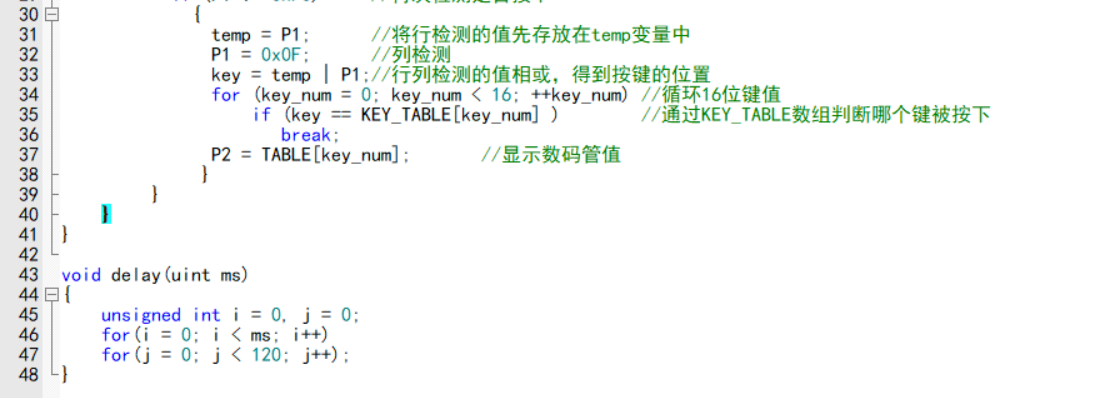 30 {
31 temp = P1; //将行检测的值先存放在temp变量中
32 P1 = 0x0F; //列检测
33 key = temp | P1;//行列检测的值相或，得到按键的位置
34 for (key_num = 0; key_num < 16; ++key_num) //循环16位键值
35 if (key == KEY_TABLE[key_num] ) //通过KEY_TABLE数组判断哪个键被按下
36 break;
37 P2 = TABLE[key_num]; //显示数码管值
38 }
39 }
40 }
41 }
42
43 void delay(uint ms)
44 {
45 unsigned int i = 0, j = 0;
46 for(i = 0; i < ms; i++)
47 for(j = 0; j < 120; j++);
48 }